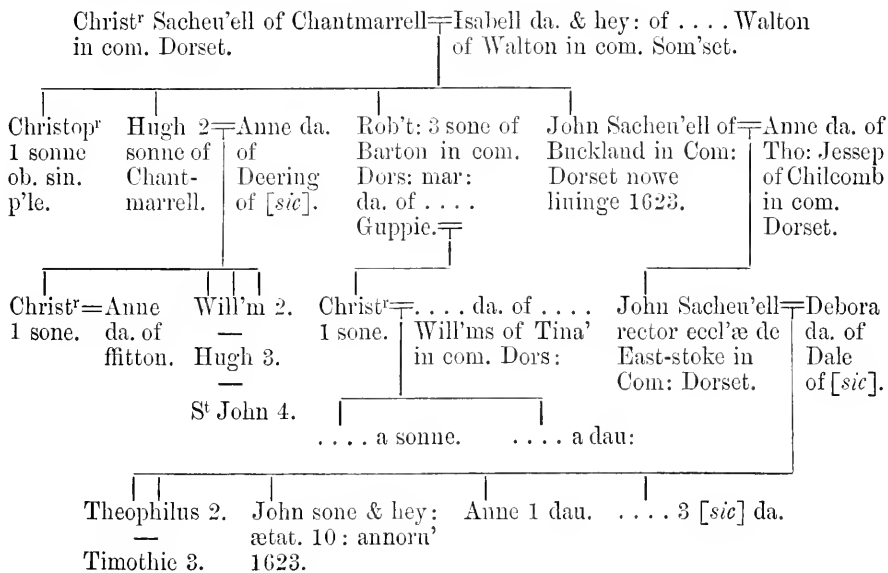 Christʳ Sacheu'ell of Chantmarrell=Isabell da. & hey: of . . . . Walton
in com. Dorset. of Walton in com. Som'set.
Christopʳ
1 sonne
ob. sin.
p'le.
Hugh 2=Anne da.
sonne of of
Chant- Deering
marrell. of [sic].
Rob't: 3 sone of
Barton in com.
Dors: mar:
da. of . . . .
Guppie.=
John Sacheu'ell of=Anne da. of
Buckland in Com: Tho: Jessep
Dorset nowe of Chilcomb
liuinge 1623. in com.
Dorset.
Christʳ=Anne
1 sone. da. of
ffitton.
Will'm 2.
—
Hugh 3.
—
Sᵗ John 4.
Christʳ=. . . . da. of . . . .
1 sone. Will'ms of Tina'
in com. Dors:
John Sacheu'ell=Debora
rector eccl'æ de da. of
East-stoke in Dale
Com: Dorset. of [sic].
. . . . a sonne. . . . . a dau:
Theophilus 2.
—
Timothie 3.
John sone & hey:
ætat. 10: annoru'
1623.
Anne 1 dau.
. . . . 3 [sic] da.